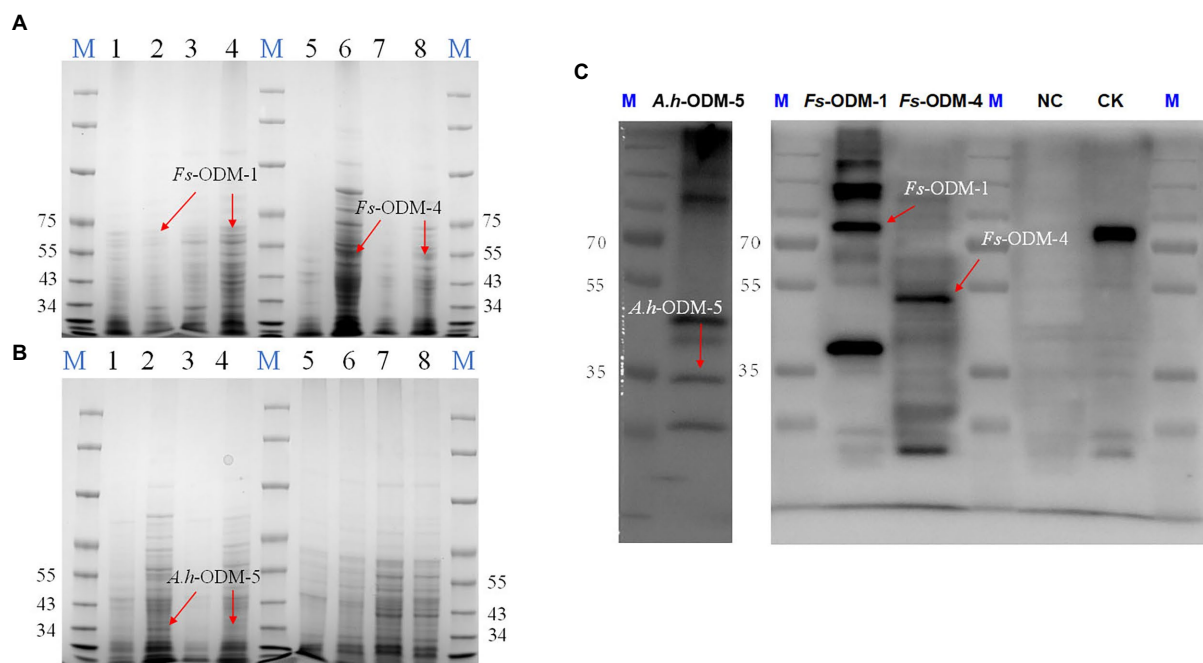 A
M 1 2 3 4 M 5 6 7 8 M
Fs-ODM-1
Fs-ODM-4
75 75
55 55
43 43
34 34
B
M 1 2 3 4 M 5 6 7 8 M
A.h-ODM-5
55 55
43 43
34 34
C
M A.h-ODM-5 M Fs-ODM-1 Fs-ODM-4 M NC CK M
Fs-ODM-1
Fs-ODM-4
70 70
55 55
A.h-ODM-5
35 35